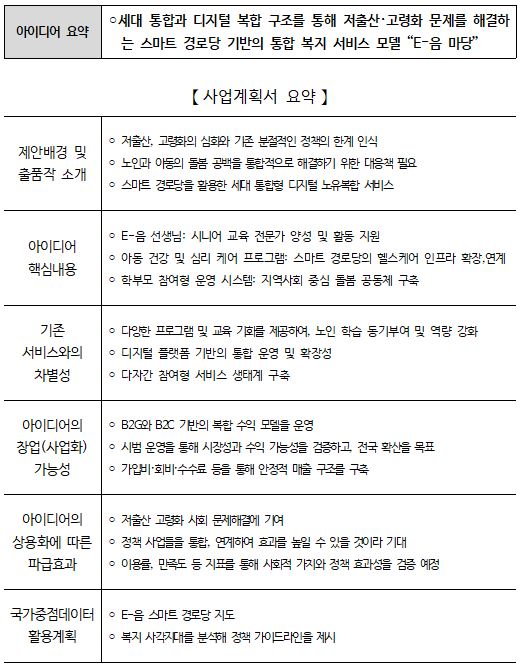 아이디어 요약
○세대 통합과 디지털 복합 구조를 통해 저출산·고령화 문제를 해결하
는 스마트 경로당 기반의 통합 복지 서비스 모델 “E-음 마당”
【 사업계획서 요약 】
제안배경 및
출품작 소개
○ 저출산, 고령화의 심화와 기존 분절적인 정책의 한계 인식
○ 노인과 아동의 돌봄 공백을 통합적으로 해결하기 위한 대응책 필요
○ 스마트 경로당을 활용한 세대 통합형 디지털 노유복합 서비스
아이디어
핵심내용
○ E-음 선생님: 시니어 교육 전문가 양성 및 활동 지원
○ 아동 건강 및 심리 케어 프로그램: 스마트 경로당의 헬스케어 인프라 확장,연계
○ 학부모 참여형 운영 시스템: 지역사회 중심 돌봄 공동체 구축
기존
서비스와의
차별성
○ 다양한 프로그램 및 교육 기회를 제공하여, 노인 학습 동기부여 및 역량 강화
○ 디지털 플랫폼 기반의 통합 운영 및 확장성
○ 다자간 참여형 서비스 생태계 구축
아이디어의
창업(사업화)
가능성
○ B2G와 B2C 기반의 복합 수익 모델을 운영
○ 시범 운영을 통해 시장성과 수익 가능성을 검증하고, 전국 확산을 목표
○ 가입비·회비·수수료 등을 통해 안정적 매출 구조를 구축
아이디어의
상용화에 따른
파급효과
○ 저출산 고령화 사회 문제해결에 기여
○ 정책 사업들을 통합, 연계하여 효과를 높일 수 있을 것이라 기대
○ 이용률, 만족도 등 지표를 통해 사회적 가치와 정책 효과성을 검증 예정
국가중점데이터
활용계획
○ E-음 스마트 경로당 지도
○ 복지 사각지대를 분석해 정책 가이드라인을 제시